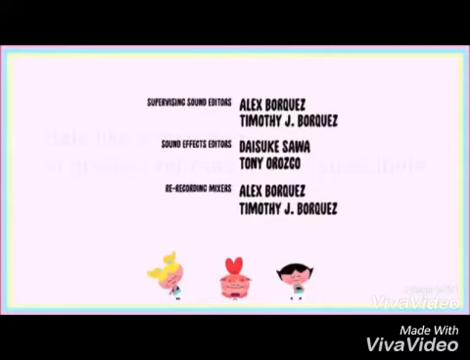 SUPERVISING SOUND EDITORS ALEX BORQUEZ
TIMOTHY J. BORQUEZ
SOUND EFFECTS EDITORS DAISUKE SAWA
TONY OROZCO
RE-RECORDING MIXERS ALEX BORQUEZ
TIMOTHY J. BORQUEZ
VivaVideo
Made With
VivaVideo